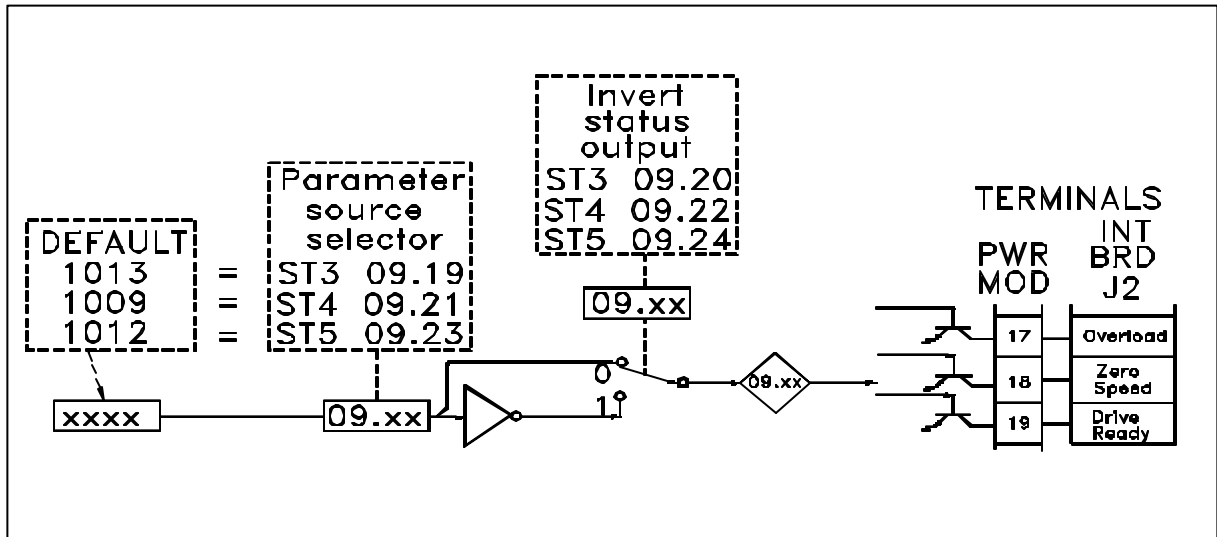 Invert
status
output
ST3 09.20
ST4 09.22
ST5 09.24
Parameter
source
selector
DEFAULT
1013 = ST3 09.19
1009 = ST4 09.21
1012 = ST5 09.23
09.xx
TERMINALS
PWR
MOD
INT
BRD
J2
17 Overload
18 Zero
Speed
19 Drive
Ready
xxxx
09.xx
0
1
09.xx